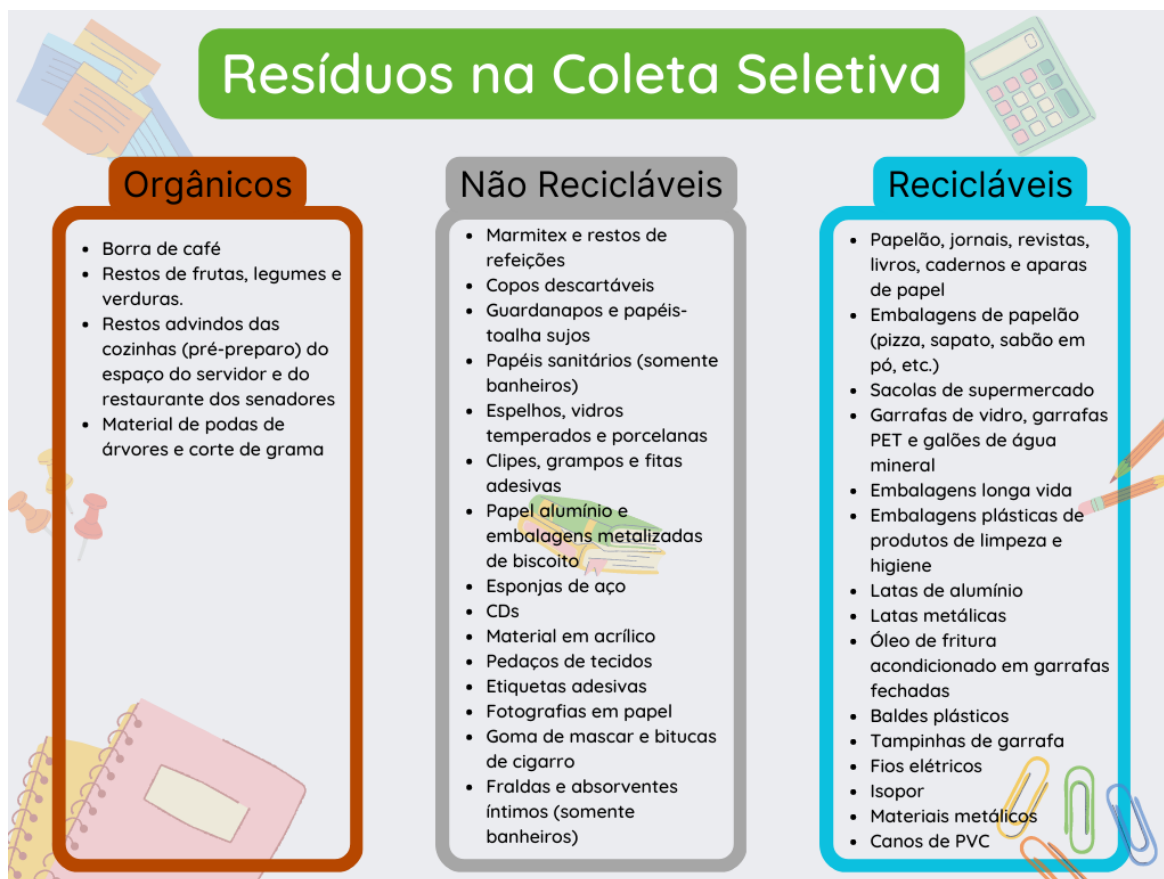 Resíduos na Coleta Seletiva
Orgânicos
• Borra de café
• Restos de frutas, legumes e
verduras.
• Restos advindos das
cozinhas (pré-preparo) do
espaço do servidor e do
restaurante dos senadores
• Material de podas de
árvores e corte de grama
Não Recicláveis
• Marmitex e restos de
refeições
• Copos descartáveis
• Guardanapos e papéis-
toalha sujos
• Papéis sanitários (somente
banheiros)
• Espelhos, vidros
temperados e porcelanas
• Clipes, grampos e fitas
adesivas
• Papel alumínio e
embalagens metalizadas
de biscoito
• Esponjas de aço
• CDs
• Material em acrílico
• Pedaços de tecidos
• Etiquetas adesivas
• Fotografias em papel
• Goma de mascar e bitucas
de cigarro
• Fraldas e absorventes
íntimos (somente
banheiros)
Recicláveis
• Papelão, jornais, revistas,
livros, cadernos e aparas
de papel
• Embalagens de papelão
(pizza, sapato, sabão em
pó, etc.)
• Sacolas de supermercado
• Garrafas de vidro, garrafas
PET e galões de água
mineral
• Embalagens longa vida
• Embalagens plásticas de
produtos de limpeza e
higiene
• Latas de alumínio
• Latas metálicas
• Óleo de fritura
acondicionado em garrafas
fechadas
• Baldes plásticos
• Tampinhas de garrafa
• Fios elétricos
• Isopor
• Materiais metálicos
• Canos de PVC